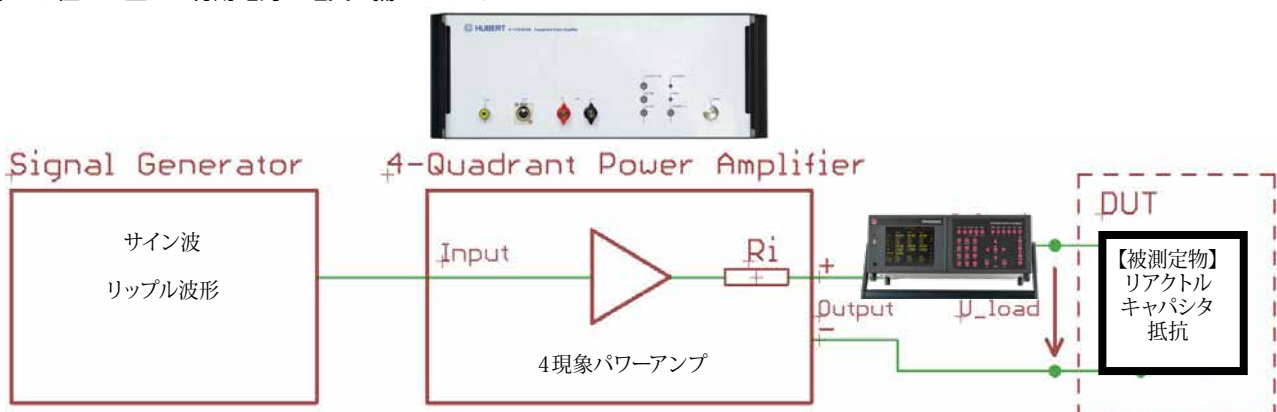 HUBERT
Signal Generator
4-Quadrant Power Amplifier
サイン波
リップル波形
Input
Ri
+
Output
−
4現象パワーアンプ
U_load
DUT
【被測定物】
リアクトル
キャパシタ
抵抗